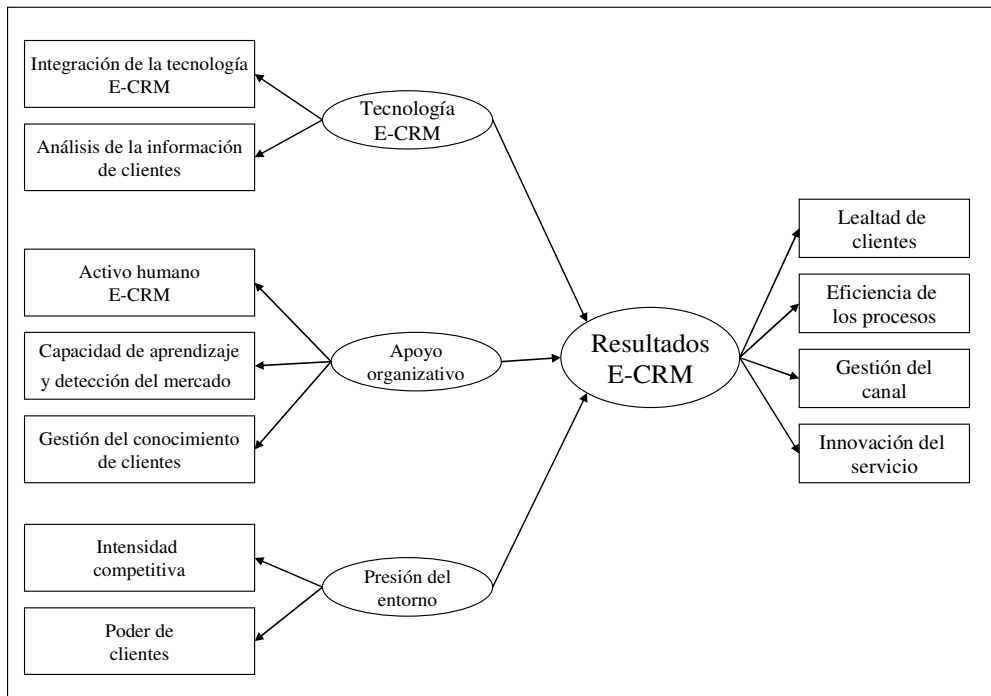 Integración de la tecnología
E-CRM
Análisis de la información
de clientes
Tecnología
E-CRM
Activo humano
E-CRM
Capacidad de aprendizaje
y detección del mercado
Gestión del conocimiento
de clientes
Apoyo
organizativo
Intensidad
competitiva
Poder de
clientes
Presión del
entorno
Resultados
E-CRM
Lealtad de
clientes
Eficiencia de
los procesos
Gestión del
canal
Innovación del
servicio